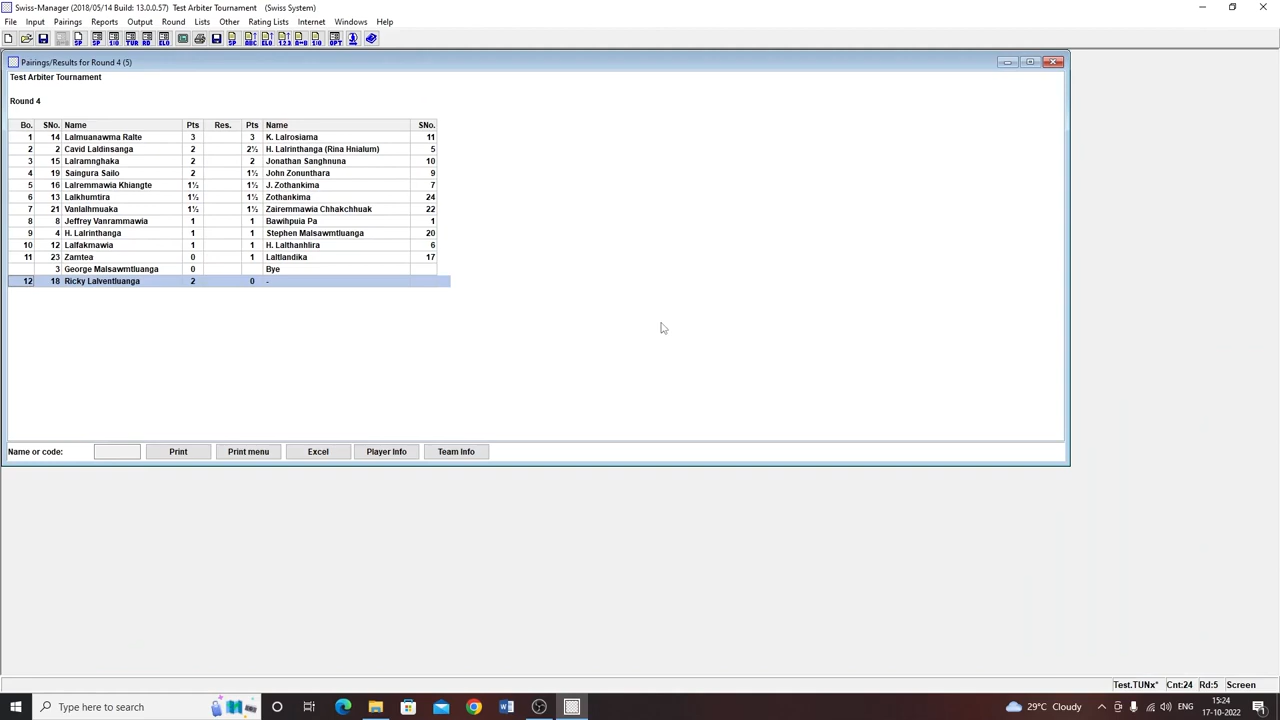 Swiss-Manager (2018/05/14 Build: 13.0.0.57) Test Arbiter Tournament (Swiss System)
File Input Pairings Reports Output Round Lists Other Rating Lists Internet Windows Help
Pairings/Results for Round 4 (5)
Test Arbiter Tournament
Round 4
Bo. SNo. Name Pts Res. Pts Name SNo.
1 14 Lalmuanawma Ralte 3 3 K. Lalrosiama 11
2 2 Cavid Laldinsanga 2 2½ H. Lalrinthanga (Rina Hnialum) 5
3 15 Lalramnghaka 2 2 Jonathan Sanghnuna 10
4 19 Saingura Sailo 2 1½ John Zonunthara 9
5 16 Lalremmawia Khiangte 1½ 1½ J. Zothankima 7
6 13 Lalkhumtira 1½ 1½ Zothankima 24
7 21 Vanlalhmuaka 1½ 1½ Zairemmawia Chhakchhuak 22
8 8 Jeffrey Vanrammawia 1 1 Bawihpuia Pa 1
9 4 H. Lalrinthanga 1 1 Stephen Malsawmtluanga 20
10 12 Lalfakmawia 1 1 H. Lalthanhlira 6
11 23 Zamtea 0 1 Laltlandika 17
3 George Malsawmtluanga 0 Bye
12 18 Ricky Lalventluanga 2 0 -
Name or code: Print Print menu Excel Player Info Team Info
Test.TUNx* Cnt:24 Rd:5 Screen
Type here to search
29°C Cloudy
ENG
15:24
17-10-2022